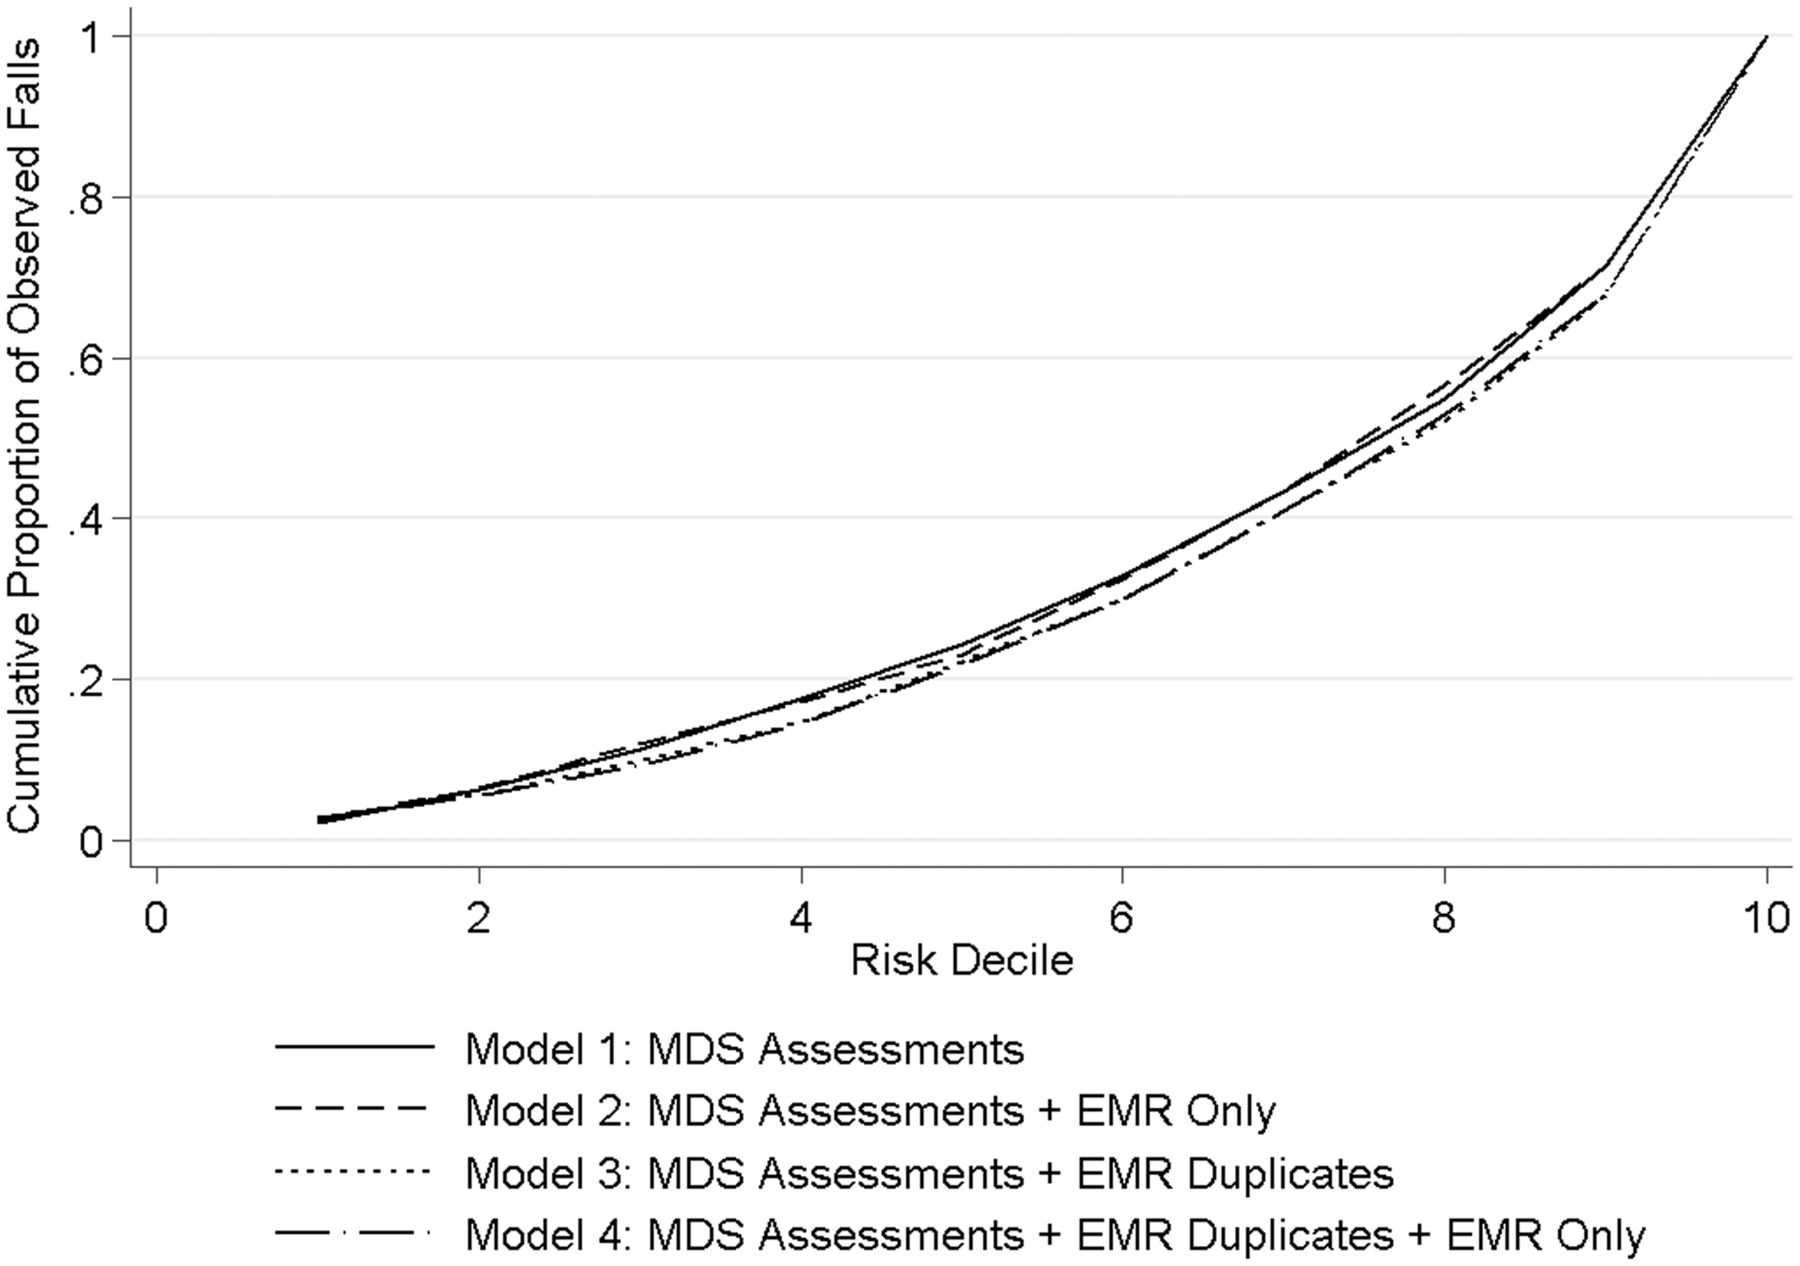 Cumulative Proportion of Observed Falls
1
.8
.6
.4
.2
0
0 2 4 6 8 10
Risk Decile
Model 1: MDS Assessments
Model 2: MDS Assessments + EMR Only
Model 3: MDS Assessments + EMR Duplicates
Model 4: MDS Assessments + EMR Duplicates + EMR Only